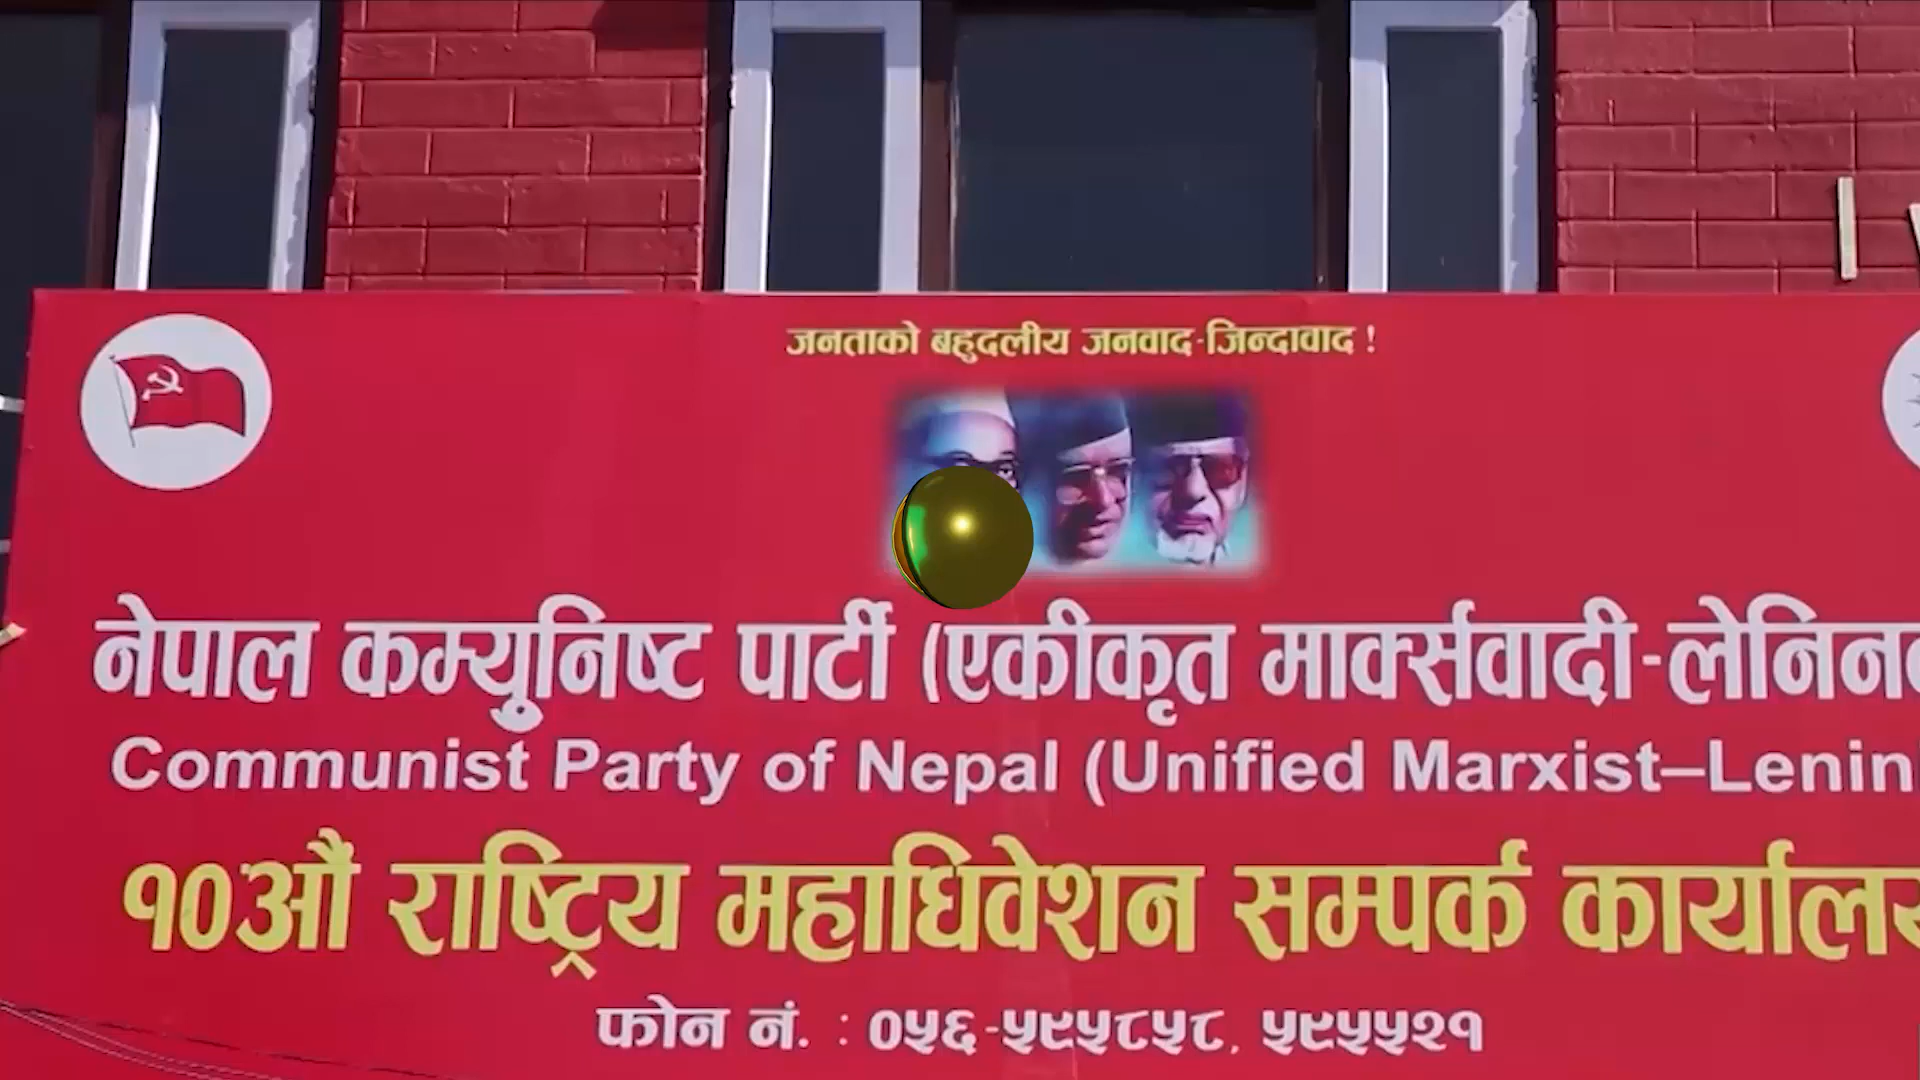 जनताको बहुदलीय जनवाद-जिन्दावाद !
नेपाल कम्युनिष्ट पार्टी (एकीकृत मार्क्सवादी-लेनिनव
Communist Party of Nepal (Unified Marxist–Lenini
१०औं राष्ट्रिय महाधिवेशन सम्पर्क कार्यालय
फोन नं. : ०५६-५९५८५८, ५९५५२१